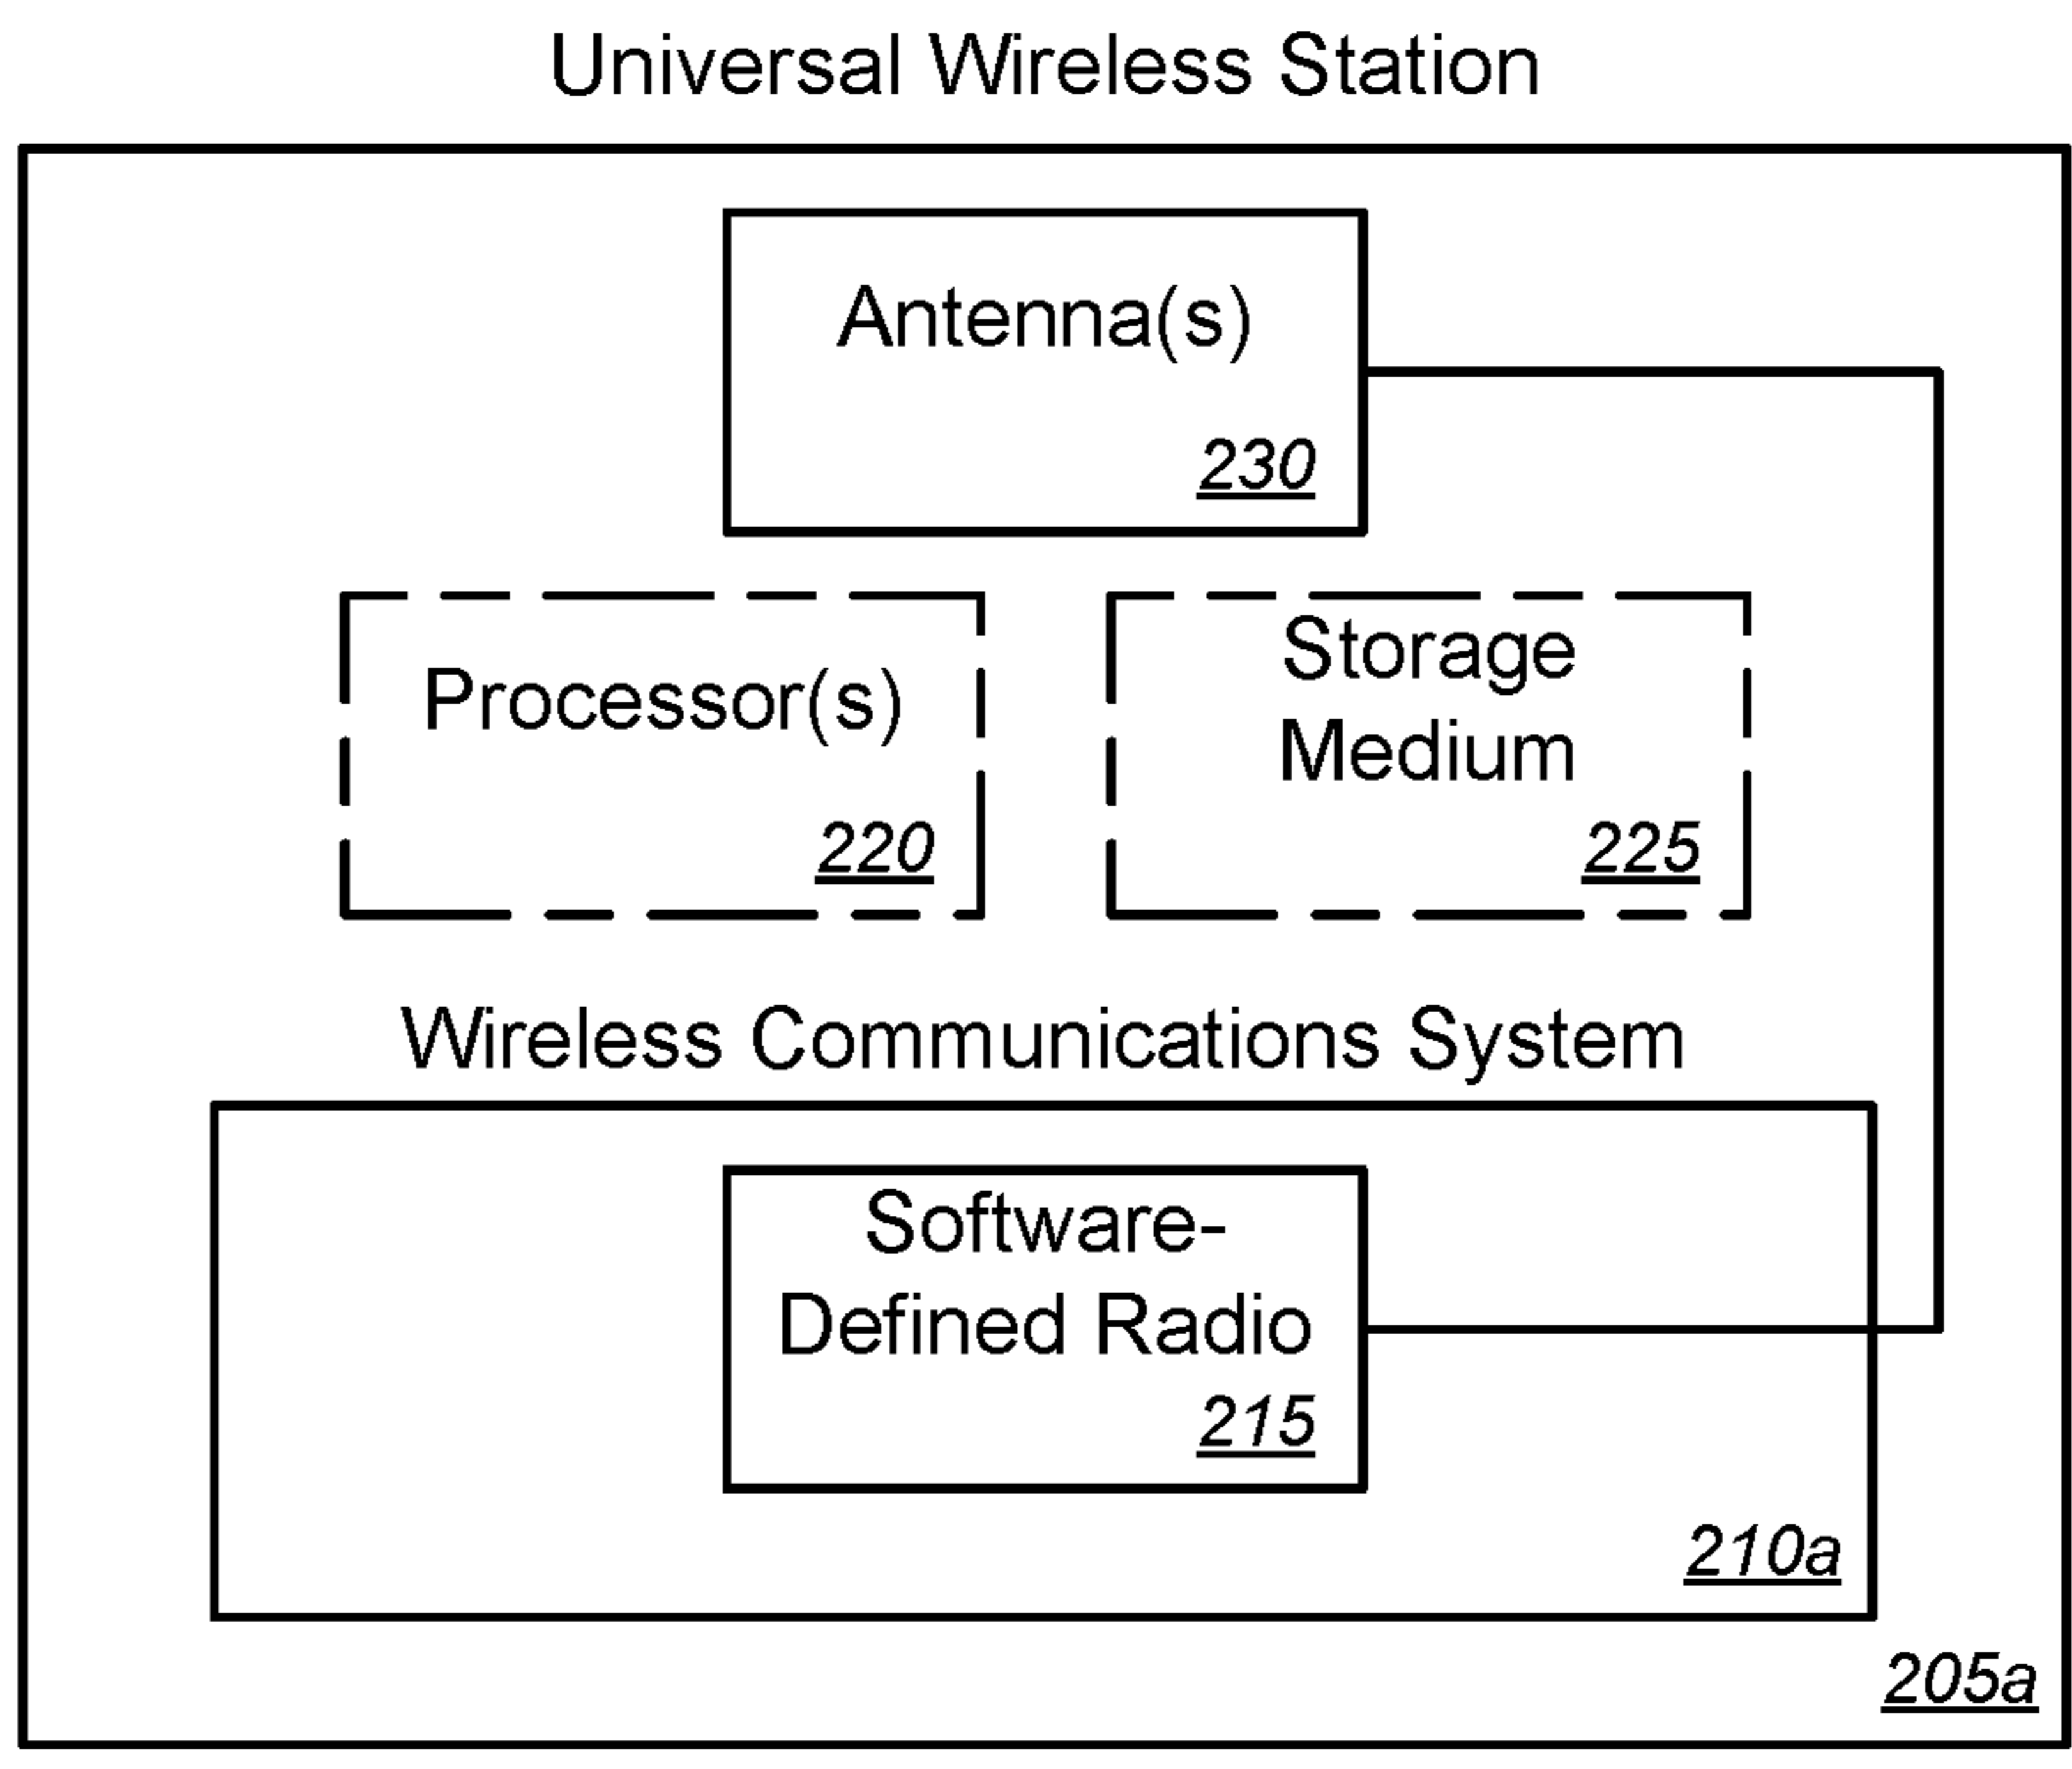 Universal Wireless Station
Antenna(s)
230
Processor(s)
220
Storage
Medium
225
Wireless Communications System
Software-
Defined Radio
215
210a
205a